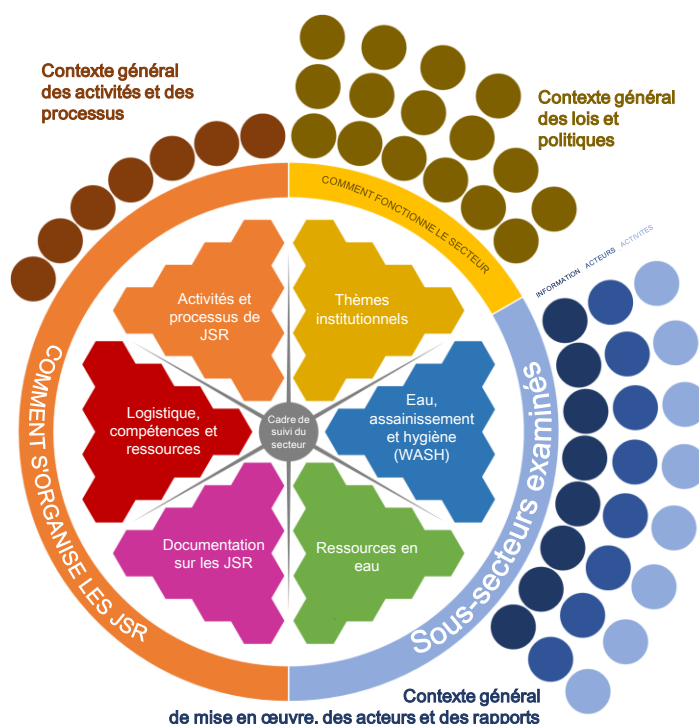 Contexte général
des activités et des
processus
Contexte général
des lois et
politiques
COMMENT FONCTIONNE LE SECTEUR
INFORMATION ACTEURS ACTIVITES
Activités et
processus de
JSR
Thèmes
institutionnels
Logistique,
compétences et
ressources
Cadre de
suivi du
secteur
Eau,
assainissement
et hygiène
(WASH)
Documentation
sur les JSR
Ressources en
eau
COMMENT S'ORGANISE LES JSR
Sous-secteurs examinés
Contexte général
de mise en œuvre, des acteurs et des rapports